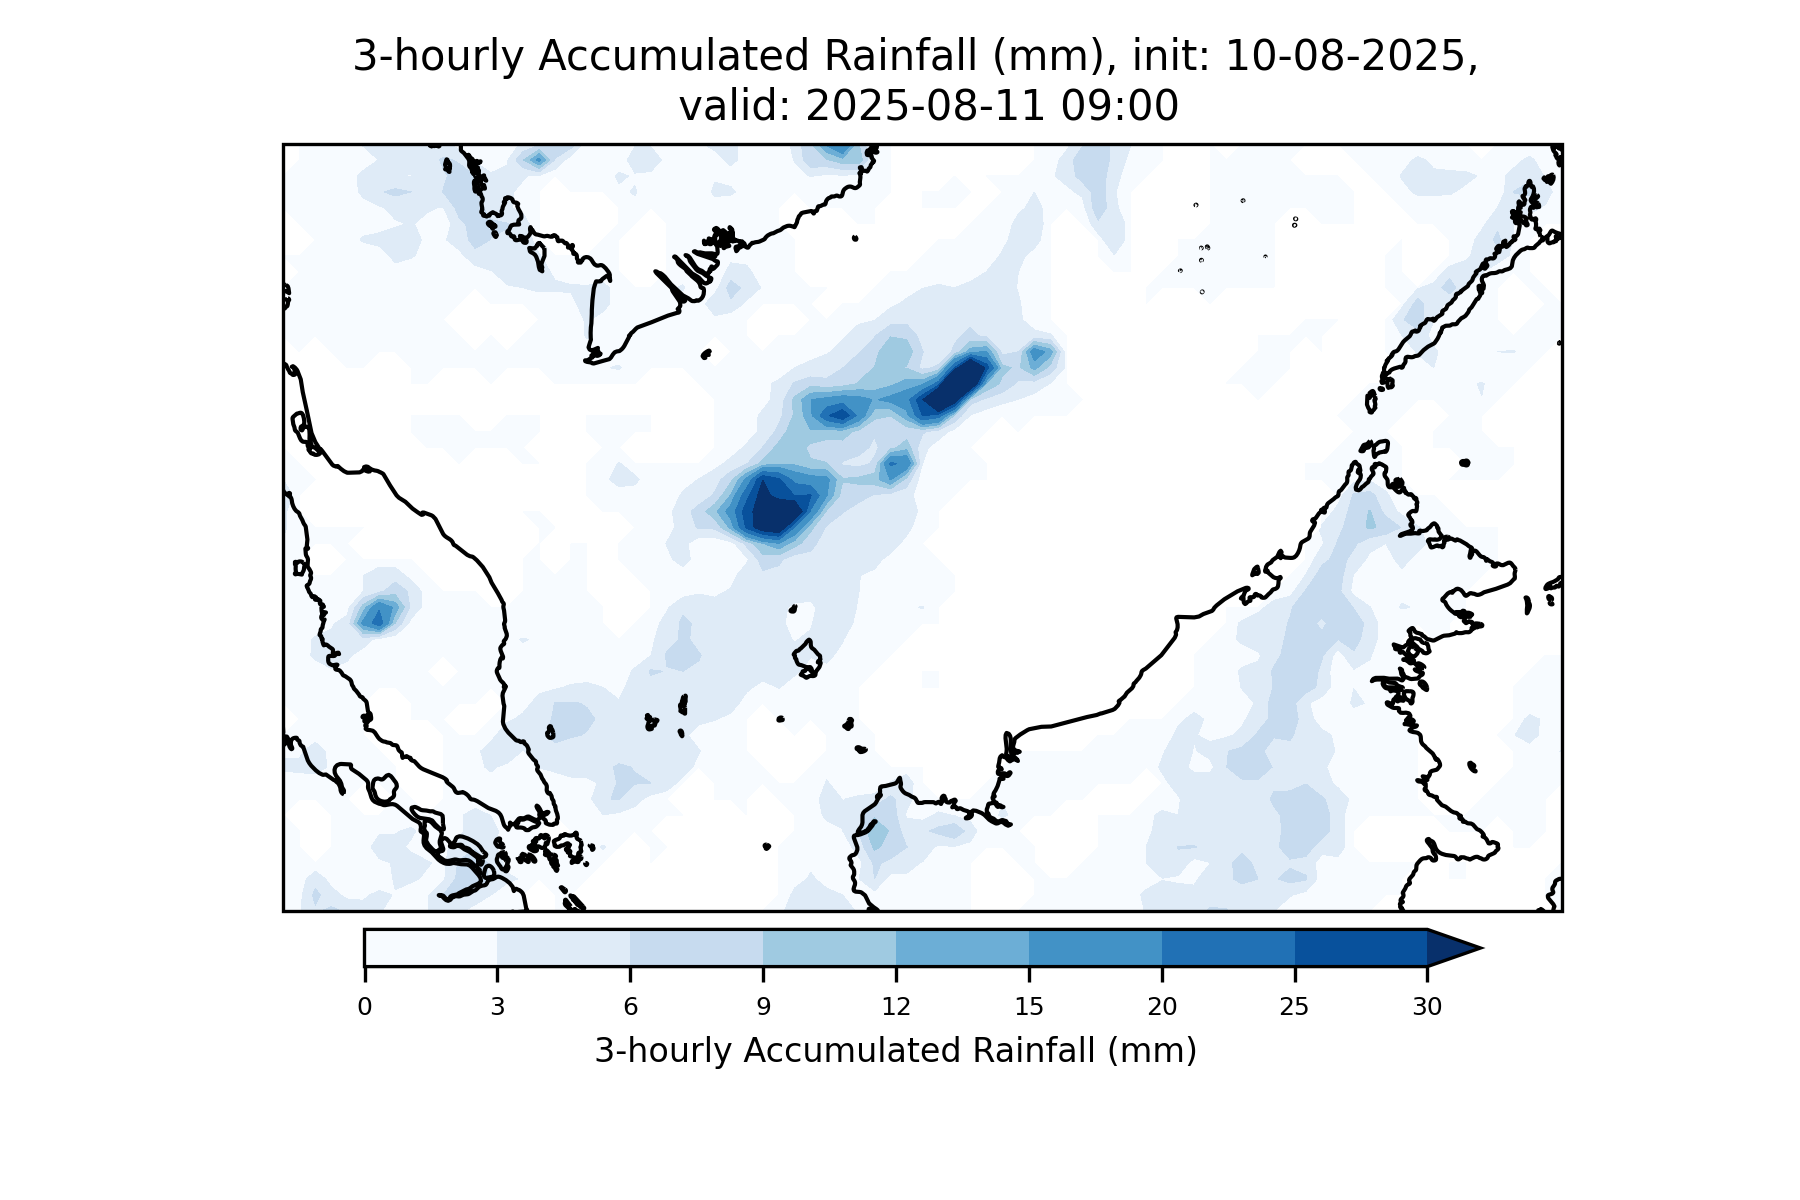 3-hourly Accumulated Rainfall (mm), init: 10-08-2025,
valid: 2025-08-11 09:00
0 3 6 9 12 15 20 25 30
3-hourly Accumulated Rainfall (mm)